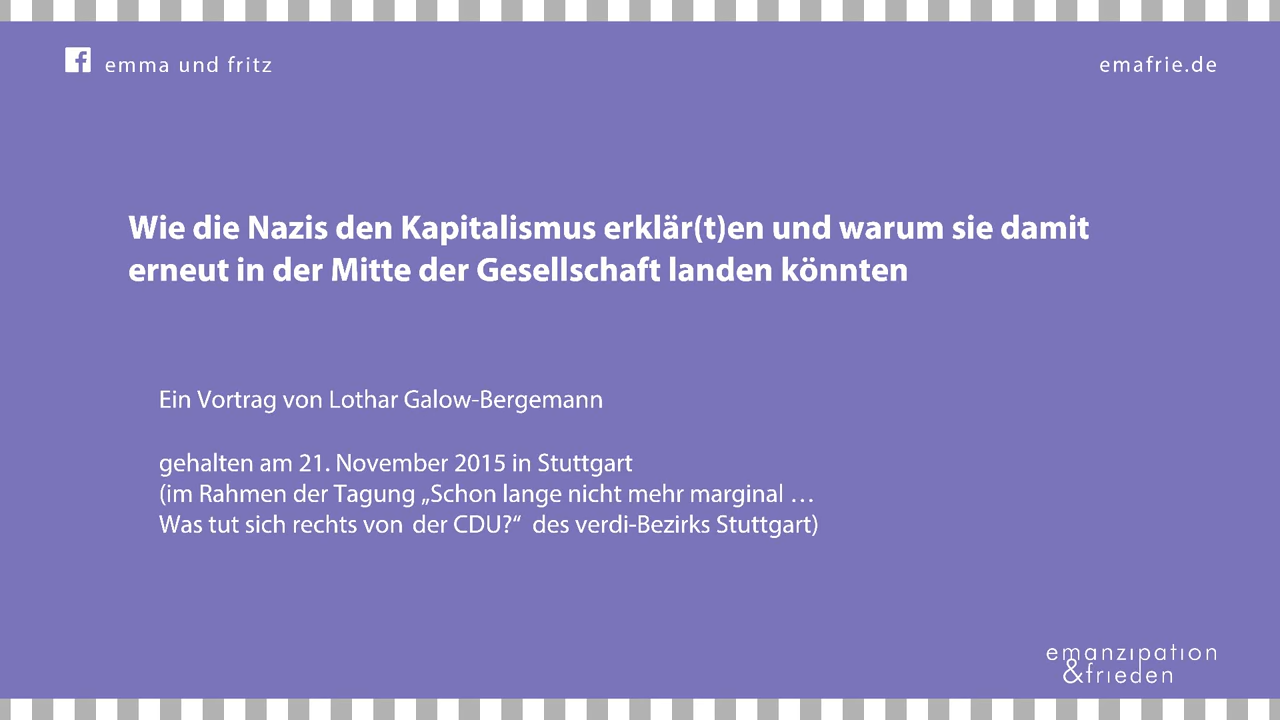 emma und fritz
emafrie.de
Wie die Nazis den Kapitalismus erklär(t)en und warum sie damit
erneut in der Mitte der Gesellschaft landen könnten
Ein Vortrag von Lothar Galow-Bergemann
gehalten am 21. November 2015 in Stuttgart
(im Rahmen der Tagung „Schon lange nicht mehr marginal …
Was tut sich rechts von der CDU?“ des verdi-Bezirks Stuttgart)
emanzipation
&frieden